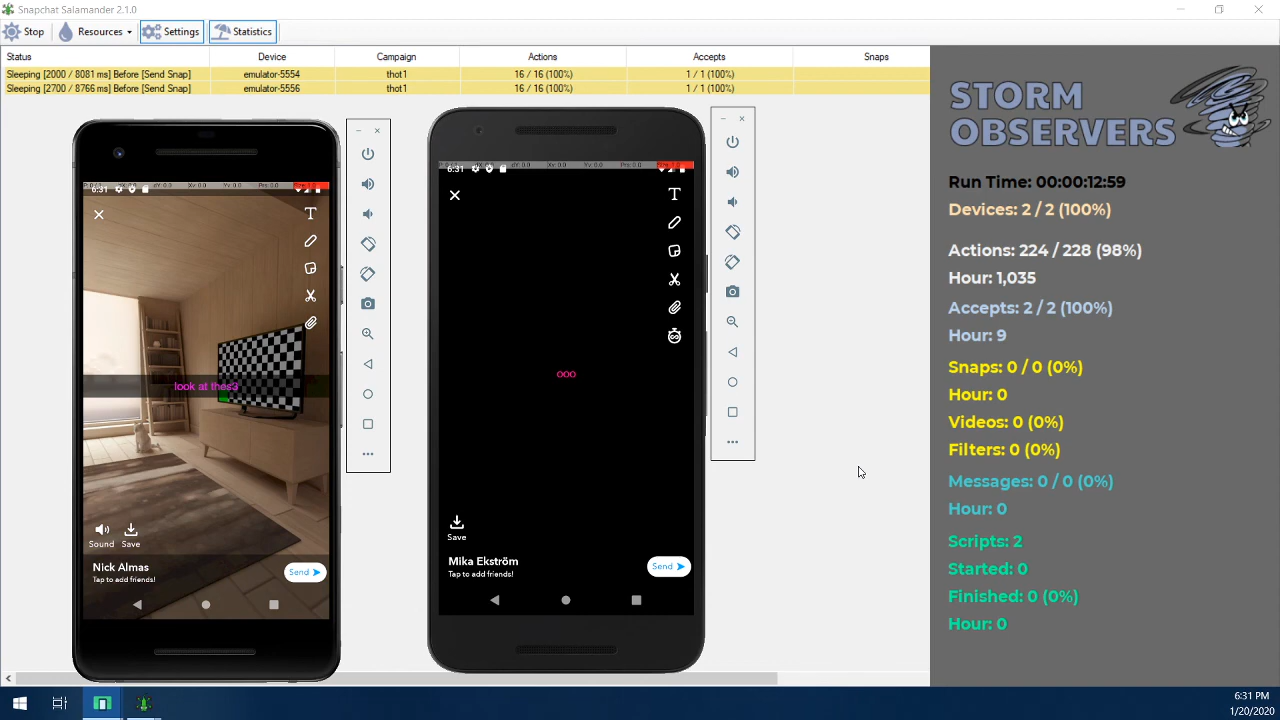 Snapchat Salamander 2.1.0
Stop Resources Settings Statistics
Status Device Campaign Actions Accepts Snaps
Sleeping [2000 / 8081 ms] Before [Send Snap] emulator-5554 thot1 16 / 16 (100%) 1 / 1 (100%)
Sleeping [2700 / 8766 ms] Before [Send Snap] emulator-5556 thot1 16 / 16 (100%) 1 / 1 (100%)
6:31
look at thes3
Sound Save
Nick Almas
Tap to add friends!
Send
6:31
T
ooo
Save
Mika Ekström
Tap to add friends!
Send
STORM
OBSERVERS
Run Time: 00:00:12:59
Devices: 2 / 2 (100%)
Actions: 224 / 228 (98%)
Hour: 1,035
Accepts: 2 / 2 (100%)
Hour: 9
Snaps: 0 / 0 (0%)
Hour: 0
Videos: 0 (0%)
Filters: 0 (0%)
Messages: 0 / 0 (0%)
Hour: 0
Scripts: 2
Started: 0
Finished: 0 (0%)
Hour: 0
6:31 PM
1/20/2020